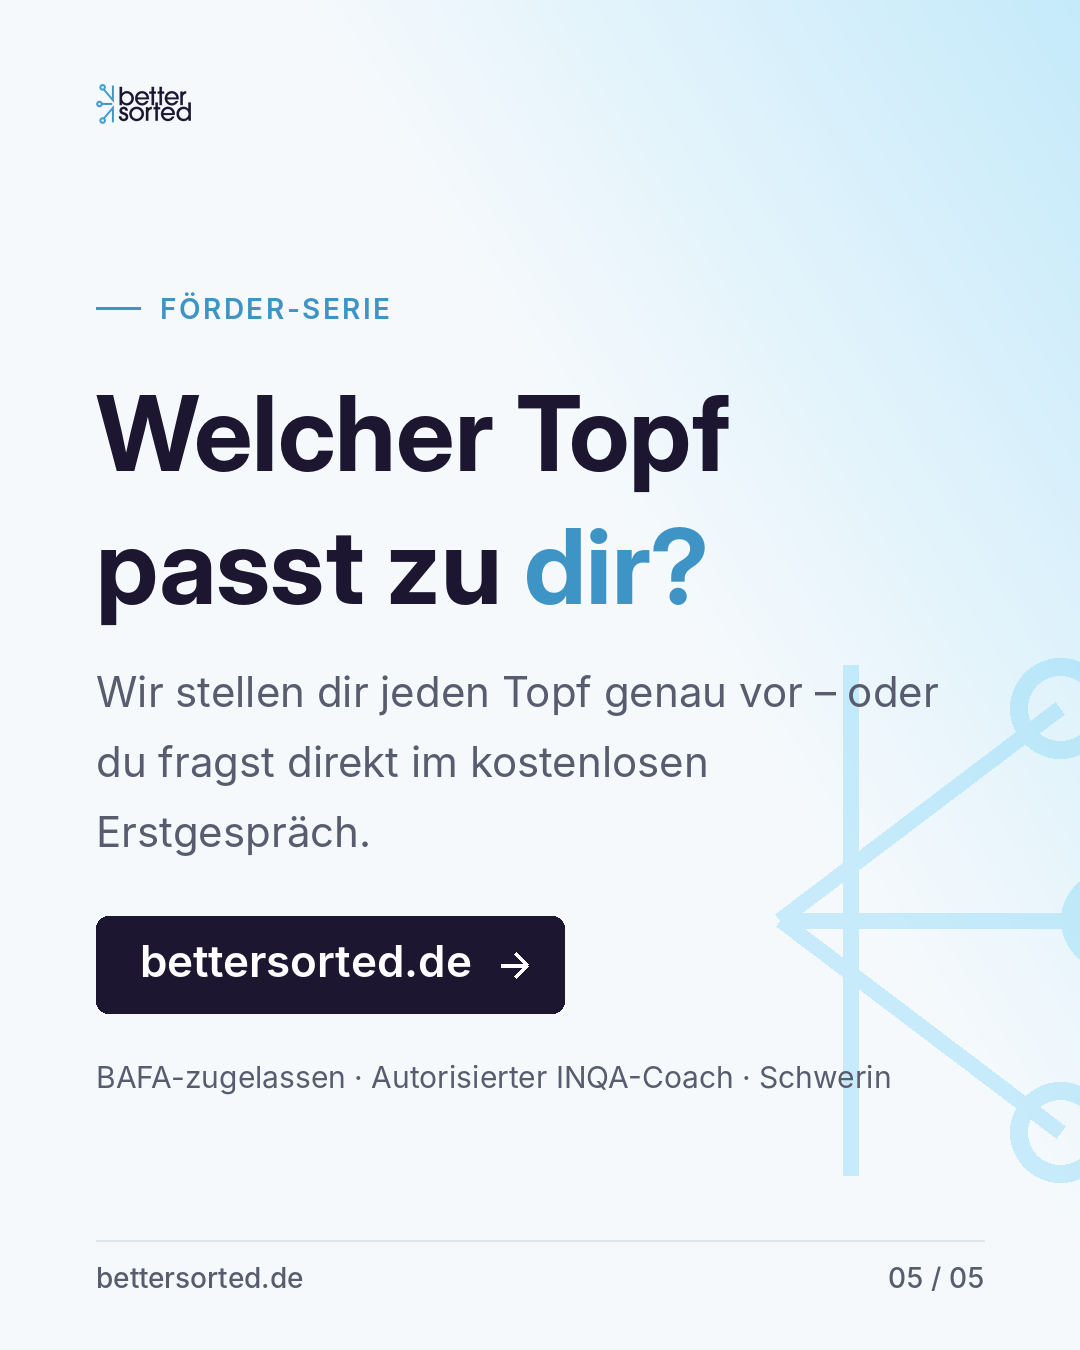 better
sorted
FÖRDER-SERIE
Welcher Topf
passt zu dir?
Wir stellen dir jeden Topf genau vor – oder
du fragst direkt im kostenlosen
Erstgespräch.
bettersorted.de →
BAFA-zugelassen · Autorisierter INQA-Coach · Schwerin
bettersorted.de
05 / 05